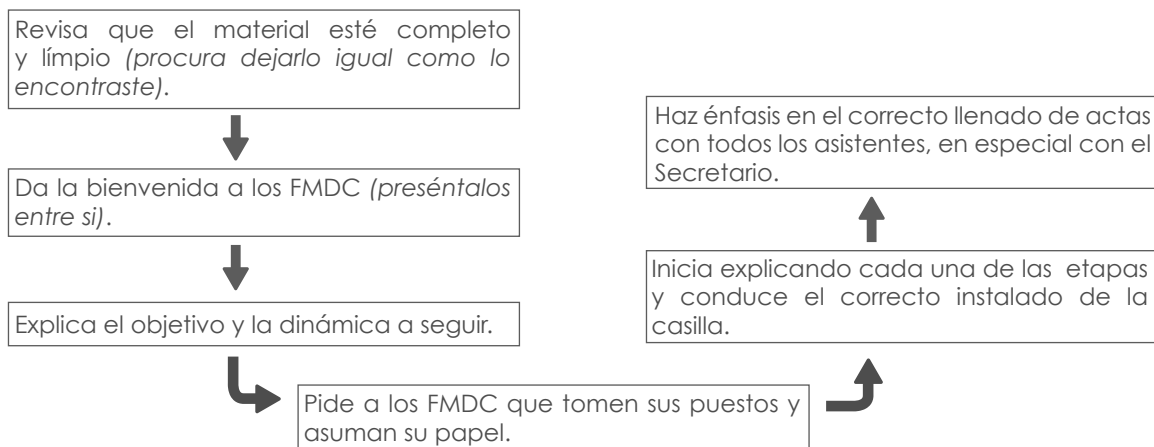 Revisa que el material esté completo
y límpio (procura dejarlo igual como lo
encontraste).
Da la bienvenida a los FMDC (preséntalos
entre si).
Explica el objetivo y la dinámica a seguir.
Pide a los FMDC que tomen sus puestos y
asuman su papel.
Inicia explicando cada una de las etapas
y conduce el correcto instalado de la
casilla.
Haz énfasis en el correcto llenado de actas
con todos los asistentes, en especial con el
Secretario.